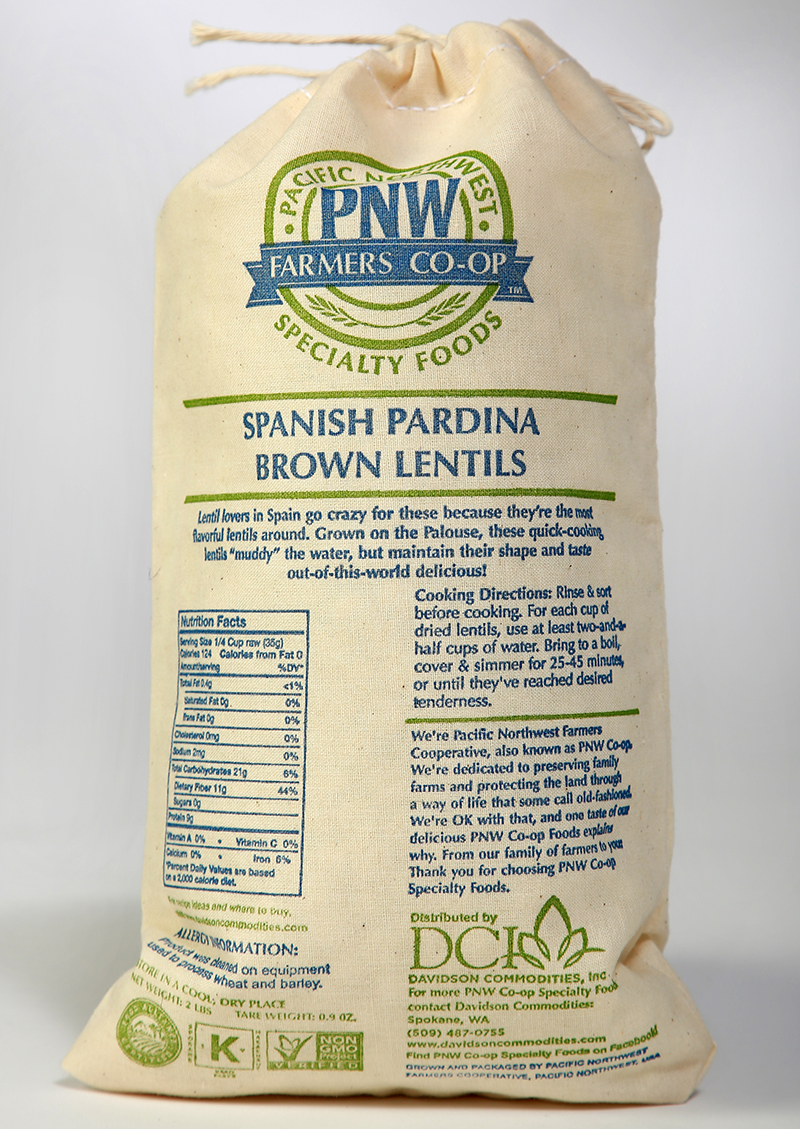 PACIFIC NORTHWEST
PNW
FARMERS CO-OP
TM
SPECIALTY FOODS
SPANISH PARDINA
BROWN LENTILS
Lentil lovers in Spain go crazy for these because they're the most
flavorful lentils around. Grown on the Palouse, these quick-cooking
lentils "muddy" the water, but maintain their shape and taste
out-of-this-world delicious!
Cooking Directions: Rinse & sort
before cooking. For each cup of
dried lentils, use at least two-and-a-
half cups of water. Bring to a boil,
cover & simmer for 25-45 minutes,
or until they've reached desired
tenderness.
Nutrition Facts
Serving Size 1/4 Cup raw (35g)
Calories 124 Calories from Fat 0
Amount/serving %DV*
Total Fat 0.4g <1%
Saturated Fat 0g 0%
Trans Fat 0g 0%
Cholesterol 0mg 0%
Sodium 2mg 0%
Total Carbohydrates 21g 6%
Dietary Fiber 11g 44%
Sugars 0g
Protein 9g
Vitamin A 0% • Vitamin C 0%
Calcium 0% • Iron 6%
*Percent Daily Values are based
on a 2,000 calorie diet.
We're Pacific Northwest Farmers
Cooperative, also known as PNW Co-op.
We're dedicated to preserving family
farms and protecting the land through
a way of life that some call old-fashioned.
We're OK with that, and one taste of our
delicious PNW Co-op Foods explains
why. From our family of farmers to your
Thank you for choosing PNW Co-op
Specialty Foods.
ideas and where to buy,
ALLERGY INFORMATION:
Product was cleaned on equipment
used to process wheat and barley.
STORE IN A COOL, DRY PLACE
NET WEIGHT: 2 LBS
TARE WEIGHT: 0.9 OZ.
K
NON
GMO
Project
VERIFIED
Distributed by
DCI
DAVIDSON COMMODITIES, Inc.
For more PNW Co-op Specialty Food
contact Davidson Commodities:
Spokane, WA
(509) 487-0755
www.davidsoncommodities.com
Find PNW Co-op Specialty Foods on Facebook!
GROWN AND PACKAGED BY PACIFIC NORTHWEST
FARMERS COOPERATIVE, PACIFIC NORTHWEST, USA